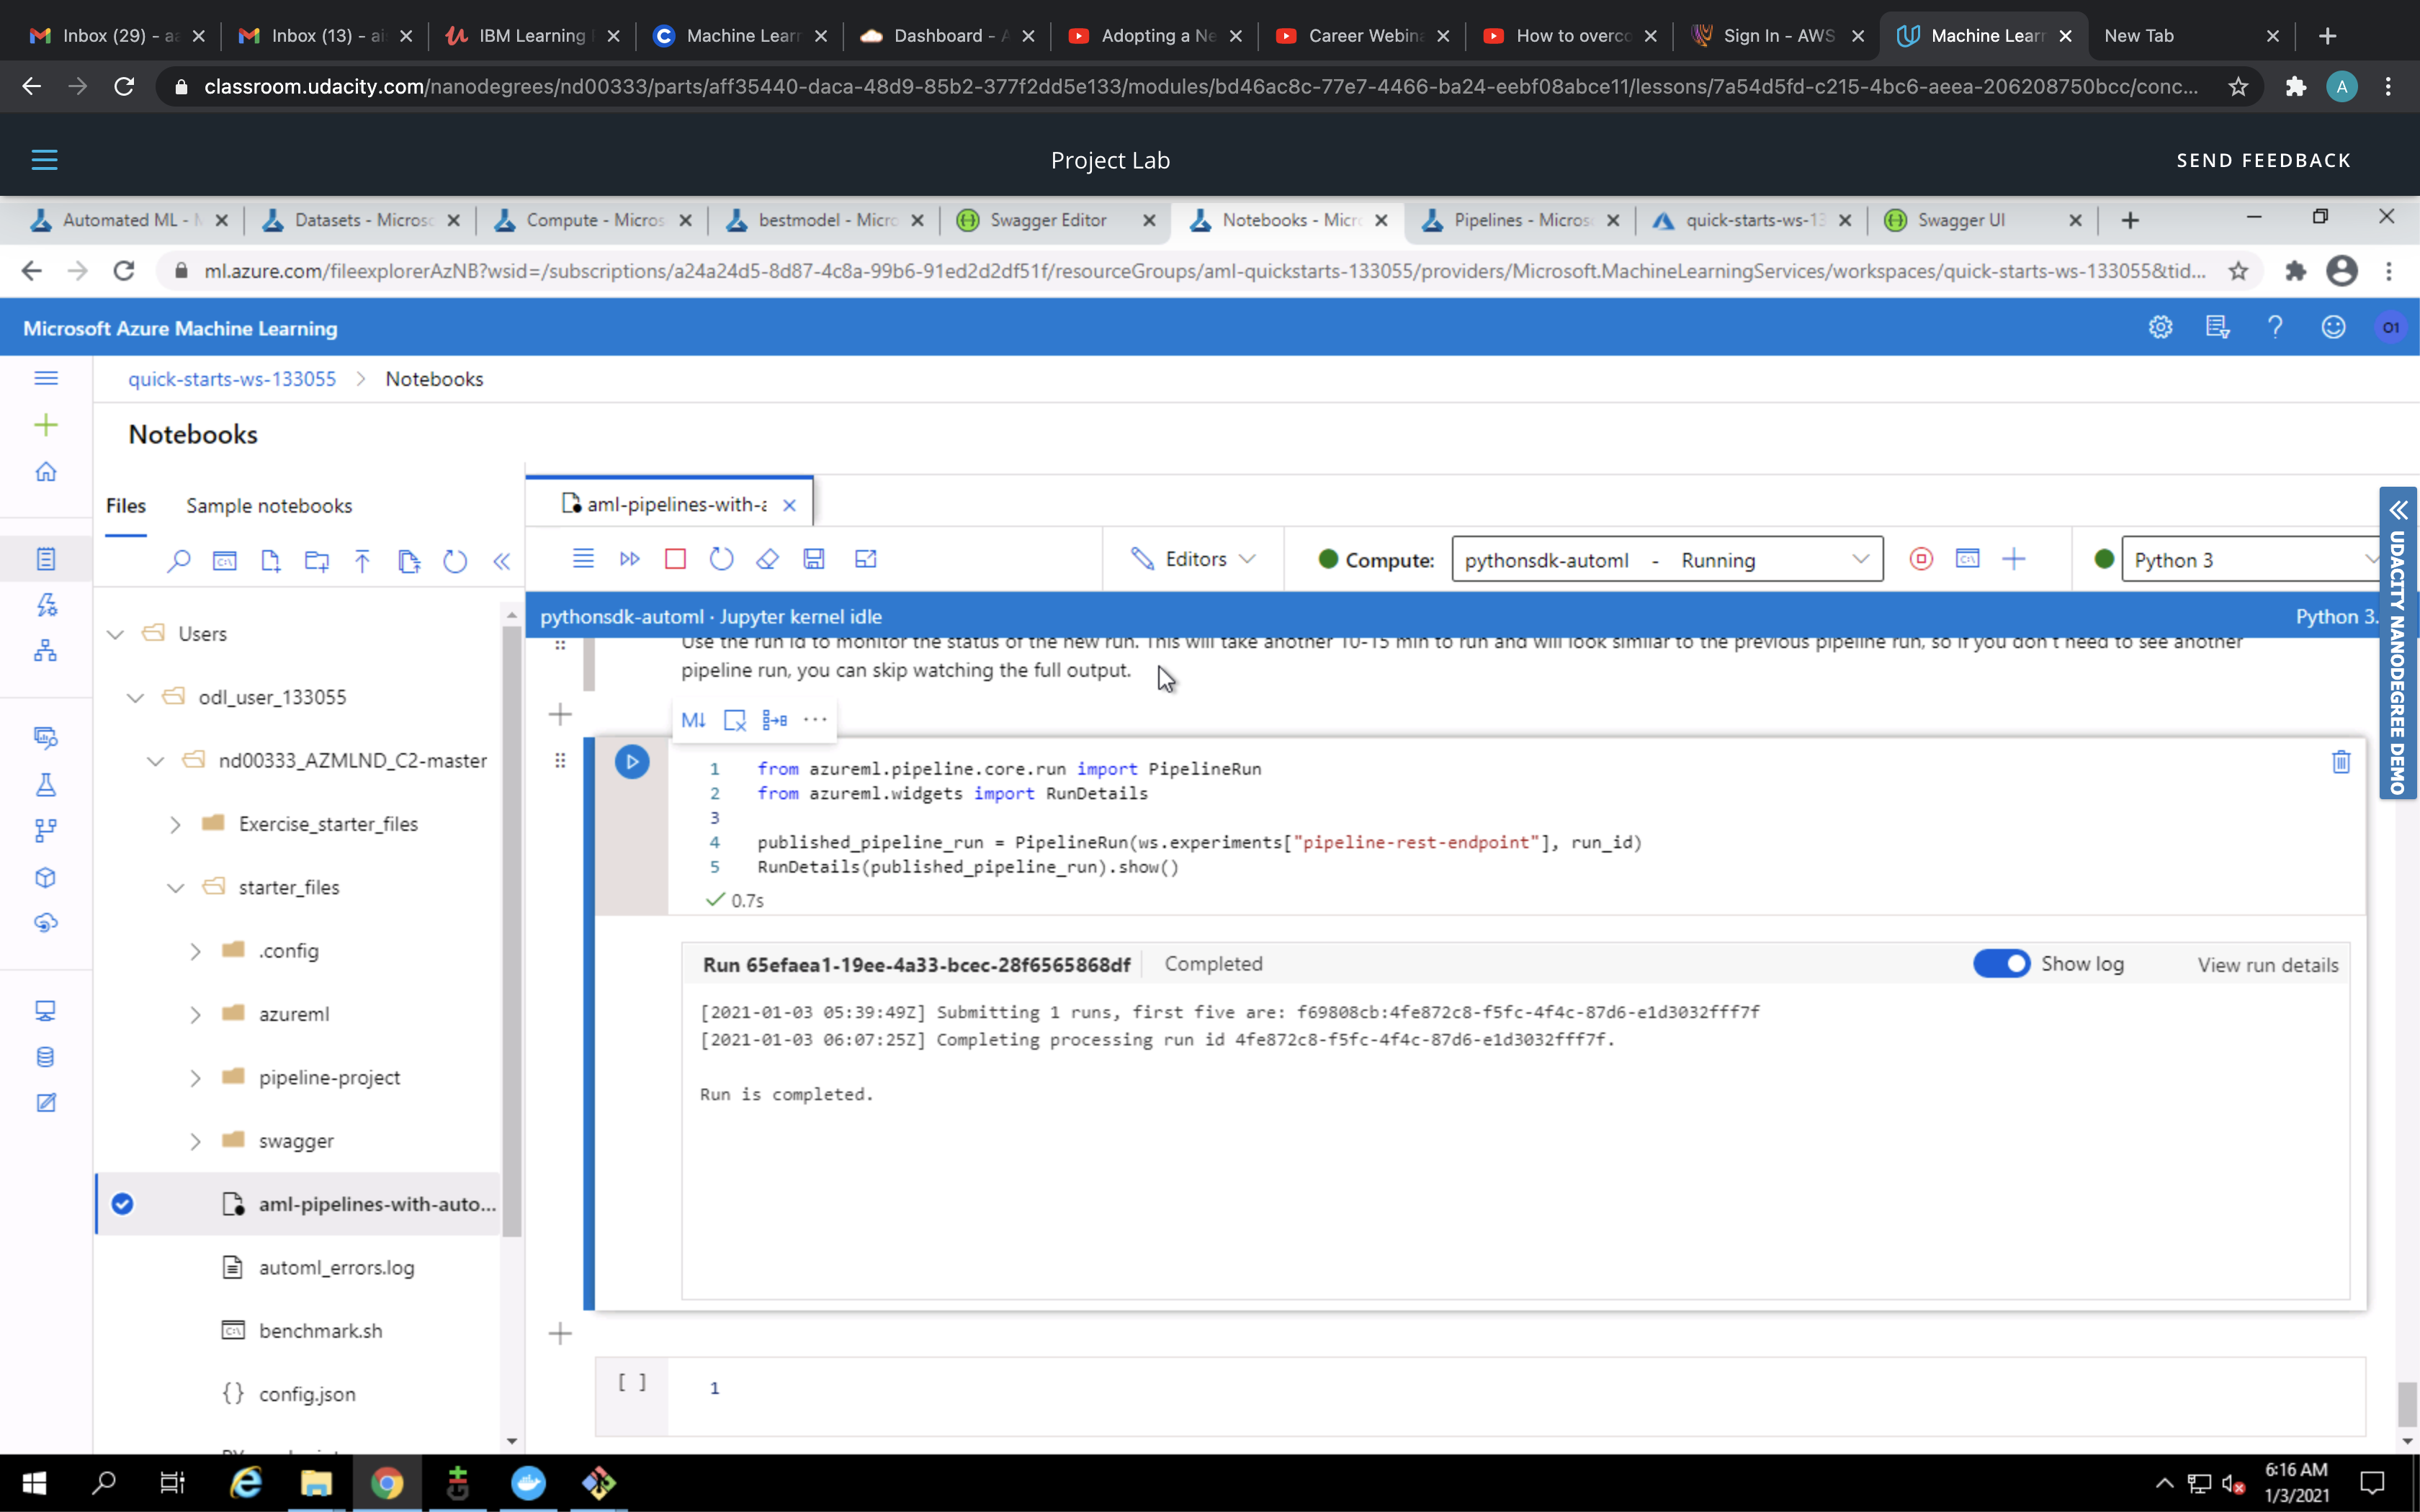 Inbox (29) - aa
Inbox (13) - ai
IBM Learning
Machine Lear
Dashboard - A
Adopting a Ne
Career Webina
How to overco
Sign In - AWS
Machine Lear
New Tab
classroom.udacity.com/nanodegrees/nd00333/parts/aff35440-daca-48d9-85b2-377f2dd5e133/modules/bd46ac8c-77e7-4466-ba24-eebf08abce11/lessons/7a54d5fd-c215-4bc6-aeea-206208750bcc/conc...
A
Project Lab
SEND FEEDBACK
Automated ML - M
Datasets - Microsc
Compute - Micros
bestmodel - Micro
Swagger Editor
Notebooks - Micro
Pipelines - Micros
quick-starts-ws-13
Swagger UI
ml.azure.com/fileexplorerAzNB?wsid=/subscriptions/a24a24d5-8d87-4c8a-99b6-91ed2d2df51f/resourceGroups/aml-quickstarts-133055/providers/Microsoft.MachineLearningServices/workspaces/quick-starts-ws-133055&tid...
Microsoft Azure Machine Learning
O1
quick-starts-ws-133055 > Notebooks
Notebooks
Files
Sample notebooks
aml-pipelines-with-a
Editors
Compute:
pythonsdk-automl - Running
Python 3
pythonsdk-automl · Jupyter kernel idle
Python 3.
UDACITY NANODEGREE DEMO
Users
odl_user_133055
nd00333_AZMLND_C2-master
Exercise_starter_files
starter_files
.config
azureml
pipeline-project
swagger
aml-pipelines-with-auto...
automl_errors.log
benchmark.sh
{} config.json
Use the run id to monitor the status of the new run. This will take another 10-15 min to run and will look similar to the previous pipeline run, so if you don't need to see another
pipeline run, you can skip watching the full output.
M↓
1 from azureml.pipeline.core.run import PipelineRun
2 from azureml.widgets import RunDetails
3
4 published_pipeline_run = PipelineRun(ws.experiments["pipeline-rest-endpoint"], run_id)
5 RunDetails(published_pipeline_run).show()
0.7s
Run 65efaea1-19ee-4a33-bcec-28f6565868df
Completed
Show log
View run details
[2021-01-03 05:39:49Z] Submitting 1 runs, first five are: f69808cb:4fe872c8-f5fc-4f4c-87d6-e1d3032fff7f
[2021-01-03 06:07:25Z] Completing processing run id 4fe872c8-f5fc-4f4c-87d6-e1d3032fff7f.
Run is completed.
[ ] 1
6:16 AM
1/3/2021